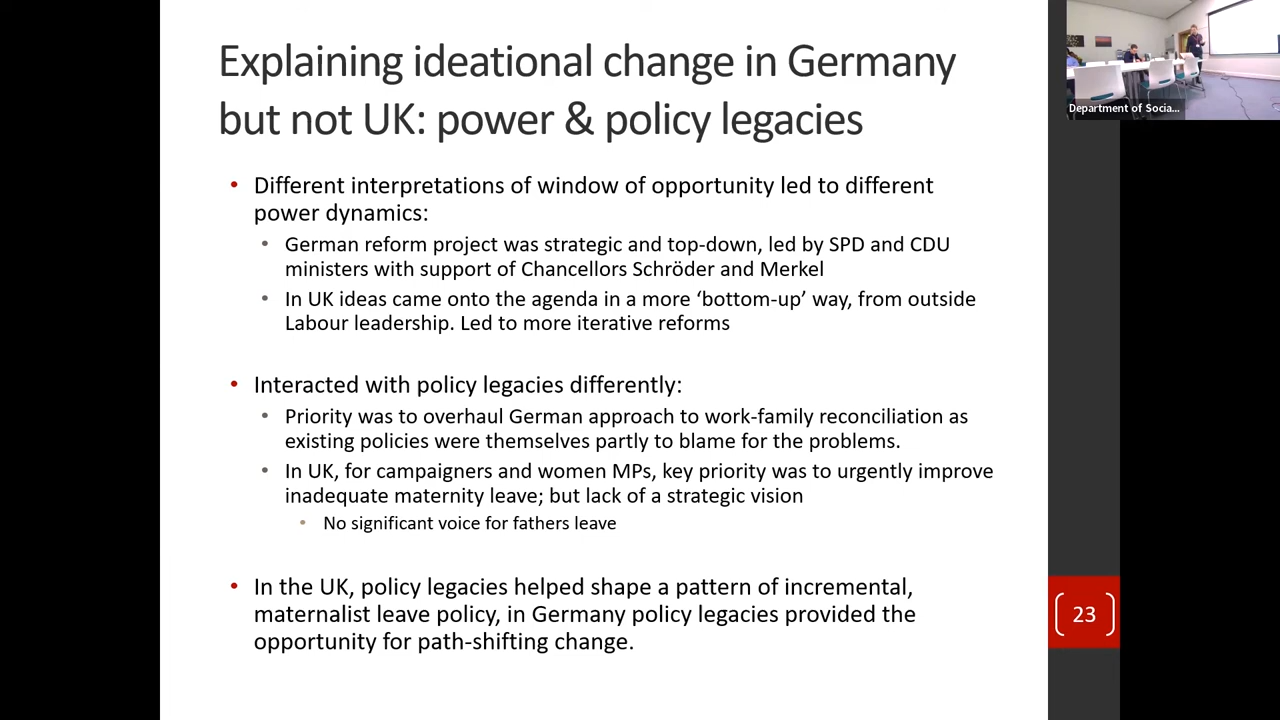 Explaining ideational change in Germany
but not UK: power & policy legacies
Department of Socia...
• Different interpretations of window of opportunity led to different
power dynamics:
• German reform project was strategic and top-down, led by SPD and CDU
ministers with support of Chancellors Schröder and Merkel
• In UK ideas came onto the agenda in a more ‘bottom-up’ way, from outside
Labour leadership. Led to more iterative reforms
• Interacted with policy legacies differently:
• Priority was to overhaul German approach to work-family reconciliation as
existing policies were themselves partly to blame for the problems.
• In UK, for campaigners and women MPs, key priority was to urgently improve
inadequate maternity leave; but lack of a strategic vision
• No significant voice for fathers leave
• In the UK, policy legacies helped shape a pattern of incremental,
maternalist leave policy, in Germany policy legacies provided the
opportunity for path-shifting change.
23